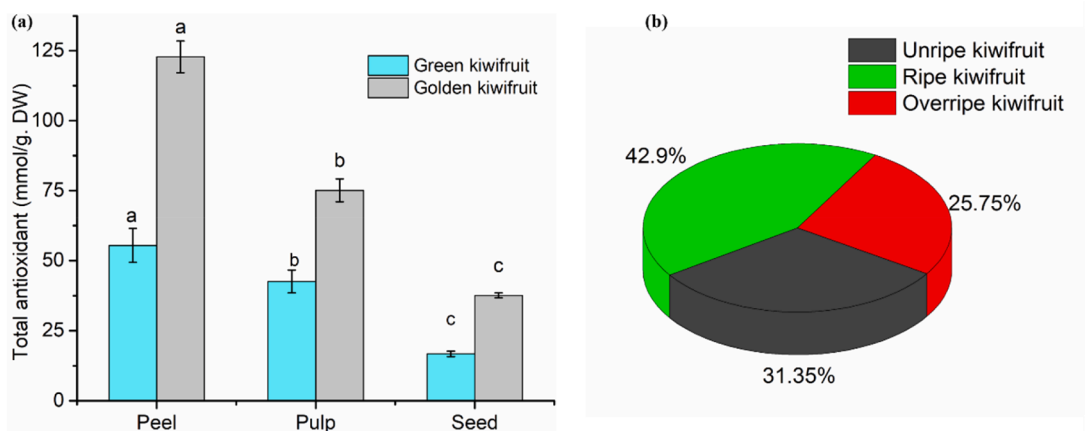 (a)
Total antioxidant (mmol/g. DW)
125
100
75
50
25
0
a
a
b
b
c
c
Green kiwifruit
Golden kiwifruit
Peel
Pulp
Seed
(b)
Unripe kiwifruit
Ripe kiwifruit
Overripe kiwifruit
42.9%
25.75%
31.35%